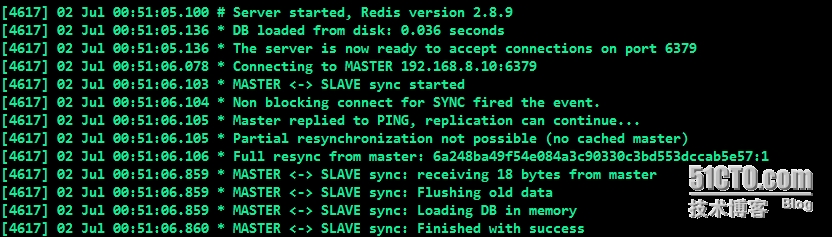 [4617] 02 Jul 00:51:05.100 # Server started, Redis version 2.8.9
[4617] 02 Jul 00:51:05.136 * DB loaded from disk: 0.036 seconds
[4617] 02 Jul 00:51:05.136 * The server is now ready to accept connections on port 6379
[4617] 02 Jul 00:51:06.078 * Connecting to MASTER 192.168.8.10:6379
[4617] 02 Jul 00:51:06.103 * MASTER <-> SLAVE sync started
[4617] 02 Jul 00:51:06.104 * Non blocking connect for SYNC fired the event.
[4617] 02 Jul 00:51:06.105 * Master replied to PING, replication can continue...
[4617] 02 Jul 00:51:06.105 * Partial resynchronization not possible (no cached master)
[4617] 02 Jul 00:51:06.106 * Full resync from master: 6a248ba49f54e084a3c90330c3bd553dccab5e57:1
[4617] 02 Jul 00:51:06.859 * MASTER <-> SLAVE sync: receiving 18 bytes from master
[4617] 02 Jul 00:51:06.859 * MASTER <-> SLAVE sync: Flushing old data
[4617] 02 Jul 00:51:06.859 * MASTER <-> SLAVE sync: Loading DB in memory
[4617] 02 Jul 00:51:06.860 * MASTER <-> SLAVE sync: Finished with success
51CTO.com
技术博客 Blog